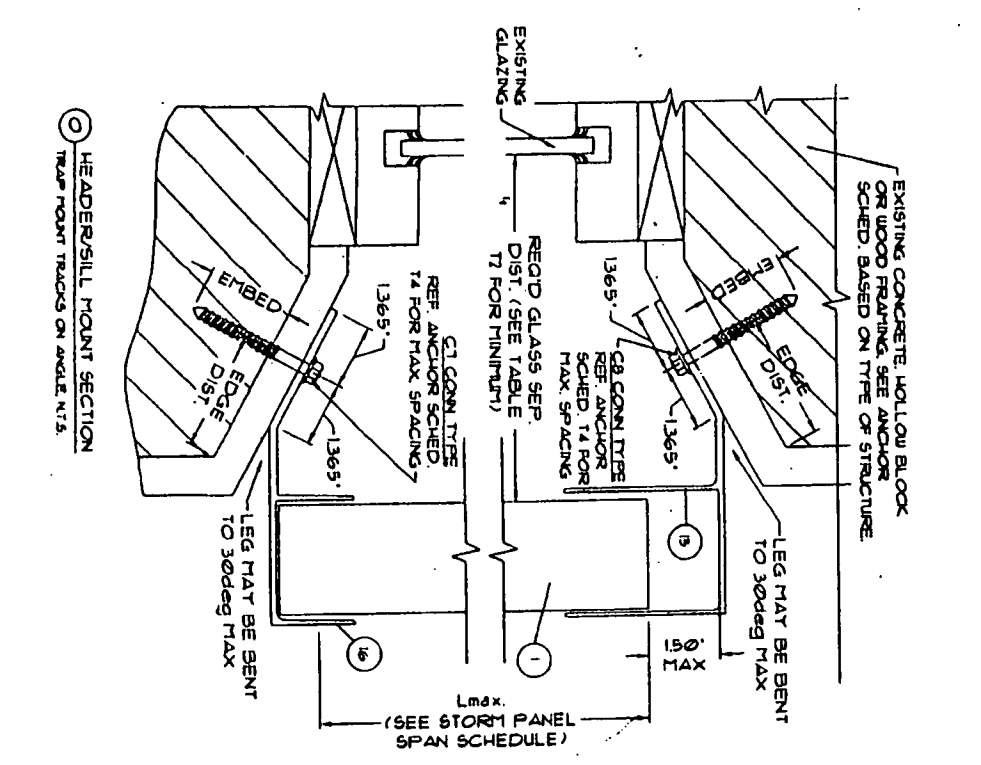 EXISTING CONCRETE, HOLLOW BLOCK
OR WOOD FRAMING. SEE ANCHOR
SCHED. BASED ON TYPE OF STRUCTURE.
EXISTING
GLAZING
EMBED
EDGE
DIST.
1.365"
1.365"
C8 CONN TYPE
REF. ANCHOR
SCHED. T4 FOR
MAX. SPACING
REQ'D GLASS SEP.
DIST. (SEE TABLE
T2 FOR MINIMUM)
C7 CONN TYPE
REF. ANCHOR SCHED.
T4 FOR MAX. SPACING
1.365"
1.365"
EMBED
EDGE
DIST.
LEG MAY BE BENT
TO 30deg MAX
LEG MAY BE BENT
TO 30deg MAX
13
1
16
1.50"
MAX
Lmax.
(SEE STORM PANEL
SPAN SCHEDULE)
O HEADER/SILL MOUNT SECTION
TRAP MOUNT TRACKS ON ANGLE, N.T.S.